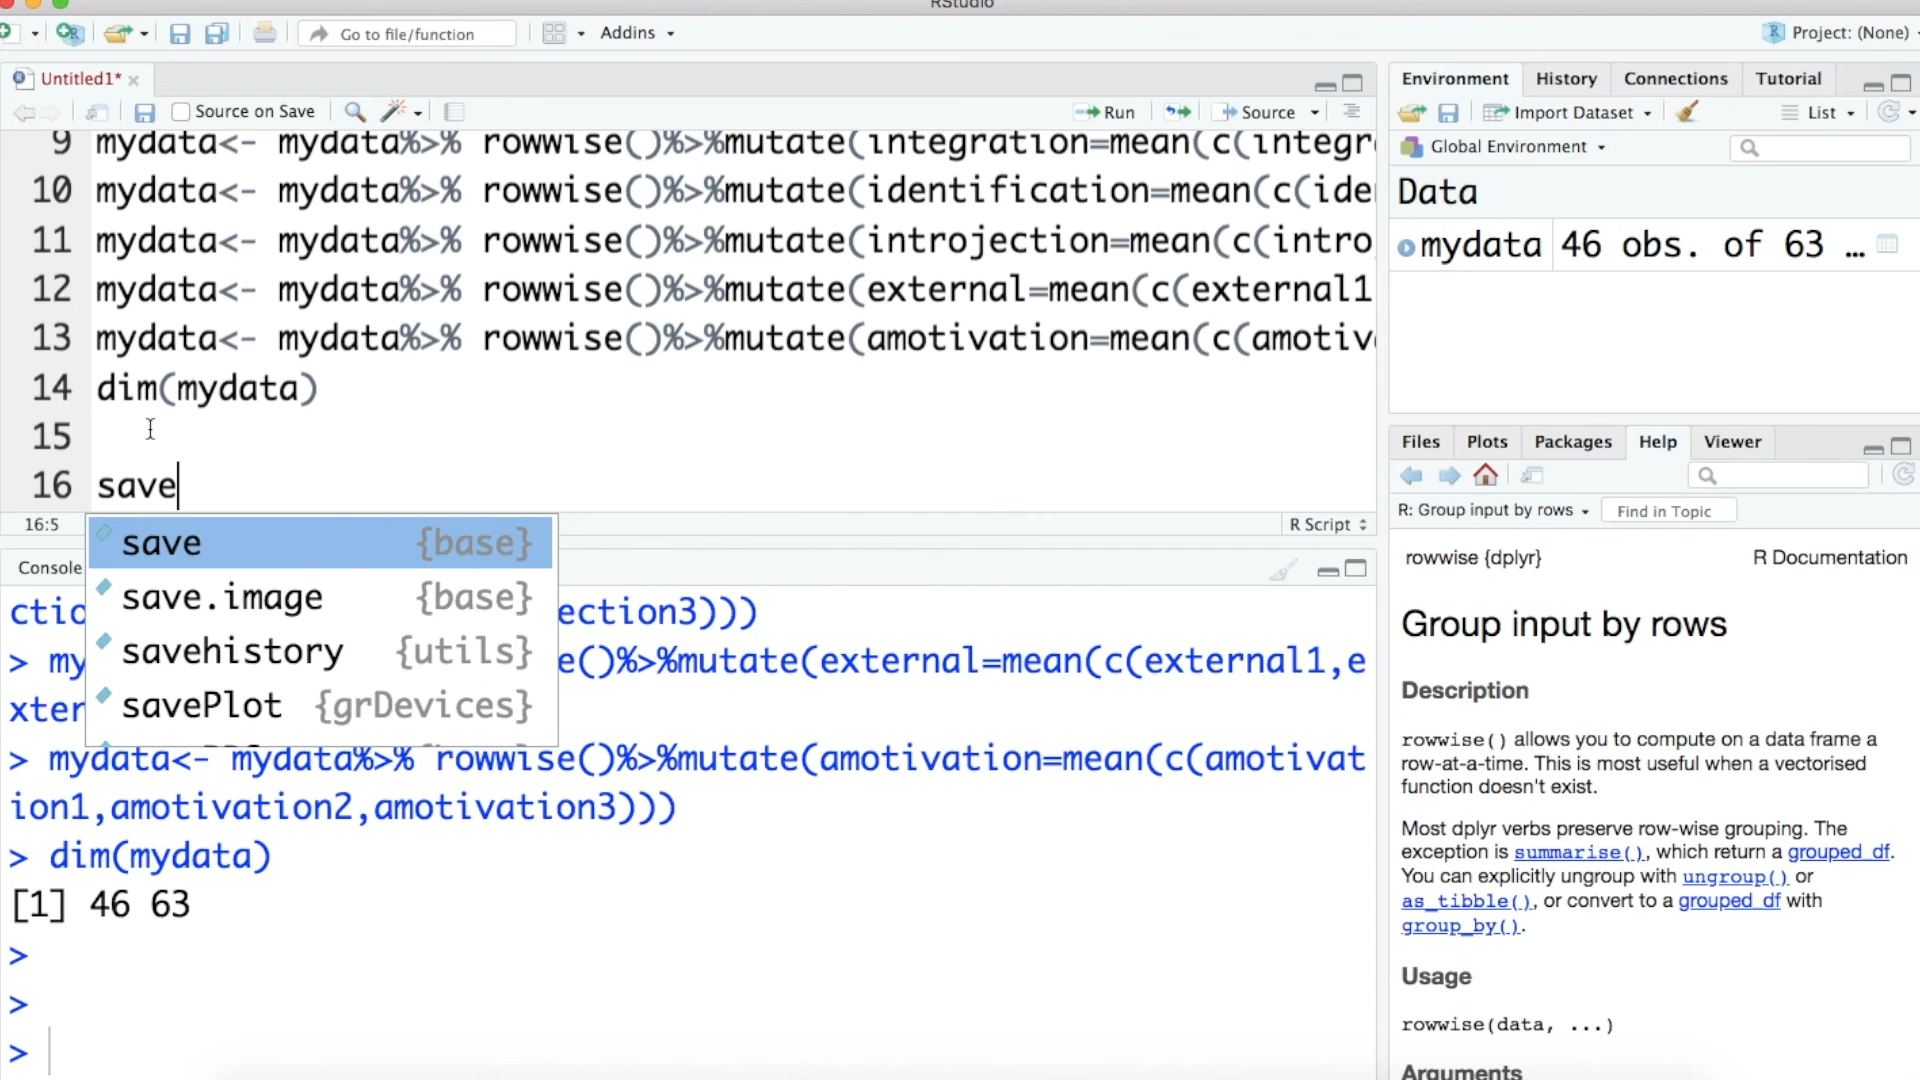 RStudio
Go to file/function
Addins
Project: (None)
Untitled1*
Source on Save
Run
Source
9 mydata<- mydata%>% rowwise()%>%mutate(integration=mean(c(integr
10 mydata<- mydata%>% rowwise()%>%mutate(identification=mean(c(ide
11 mydata<- mydata%>% rowwise()%>%mutate(introjection=mean(c(intro
12 mydata<- mydata%>% rowwise()%>%mutate(external=mean(c(external1
13 mydata<- mydata%>% rowwise()%>%mutate(amotivation=mean(c(amotiv
14 dim(mydata)
15
16 save
16:5
R Script
save {base}
save.image {base}
savehistory {utils}
savePlot {grDevices}
Console
ctio ection3)))
> my e()%>%mutate(external=mean(c(external1,e
xter
> mydata<- mydata%>% rowwise()%>%mutate(amotivation=mean(c(amotivat
ion1,amotivation2,amotivation3)))
> dim(mydata)
[1] 46 63
>
>
>
Environment History Connections Tutorial
Import Dataset
List
Global Environment
Data
mydata 46 obs. of 63 …
Files Plots Packages Help Viewer
R: Group input by rows
Find in Topic
rowwise {dplyr}
R Documentation
Group input by rows
Description
rowwise() allows you to compute on a data frame a
row-at-a-time. This is most useful when a vectorised
function doesn't exist.
Most dplyr verbs preserve row-wise grouping. The
exception is summarise(), which return a grouped_df.
You can explicitly ungroup with ungroup() or
as_tibble(), or convert to a grouped_df with
group_by().
Usage
rowwise(data, ...)
Arguments